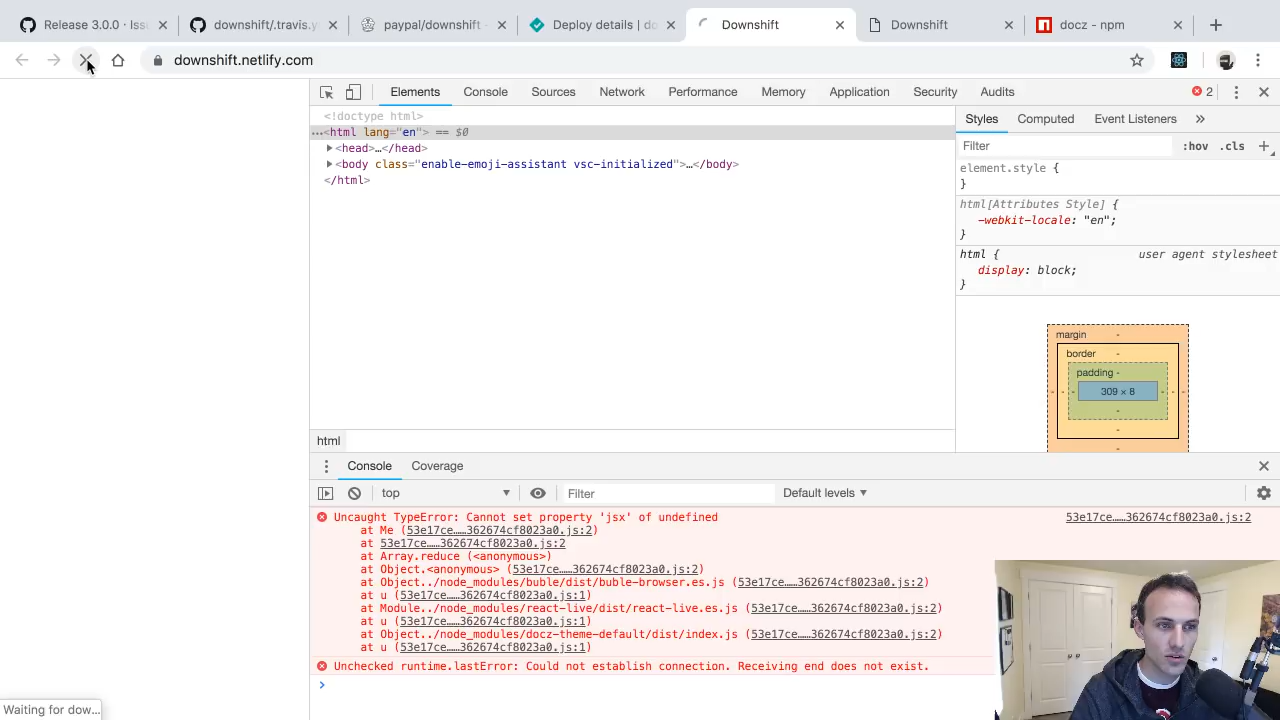 Release 3.0.0 · Iss
downshift/.travis.y
paypal/downshift -
Deploy details | do
Downshift
Downshift
docz - npm
downshift.netlify.com
Elements
Console
Sources
Network
Performance
Memory
Application
Security
Audits
2
<!doctype html>
…<html lang="en"> == $0
<head>…</head>
<body class="enable-emoji-assistant vsc-initialized">…</body>
</html>
html
Styles
Computed
Event Listeners
»
Filter
:hov
.cls
element.style {
}
html[Attributes Style] {
-webkit-locale: "en";
}
html {
user agent stylesheet
display: block;
}
margin
-
border
-
padding -
- - - 309 × 8 - - -
-
-
-
Console
Coverage
top
Filter
Default levels
Uncaught TypeError: Cannot set property 'jsx' of undefined
53e17ce……362674cf8023a0.js:2
at Me (53e17ce……362674cf8023a0.js:2)
at 53e17ce……362674cf8023a0.js:2
at Array.reduce (<anonymous>)
at Object.<anonymous> (53e17ce……362674cf8023a0.js:2)
at Object../node_modules/buble/dist/buble-browser.es.js (53e17ce……362674cf8023a0.js:2)
at u (53e17ce……362674cf8023a0.js:1)
at Module../node_modules/react-live/dist/react-live.es.js (53e17ce……362674cf8023a0.js:2)
at u (53e17ce……362674cf8023a0.js:1)
at Object../node_modules/docz-theme-default/dist/index.js (53e17ce……362674cf8023a0.js:2)
at u (53e17ce……362674cf8023a0.js:1)
Unchecked runtime.lastError: Could not establish connection. Receiving end does not exist.
>
Waiting for dow...